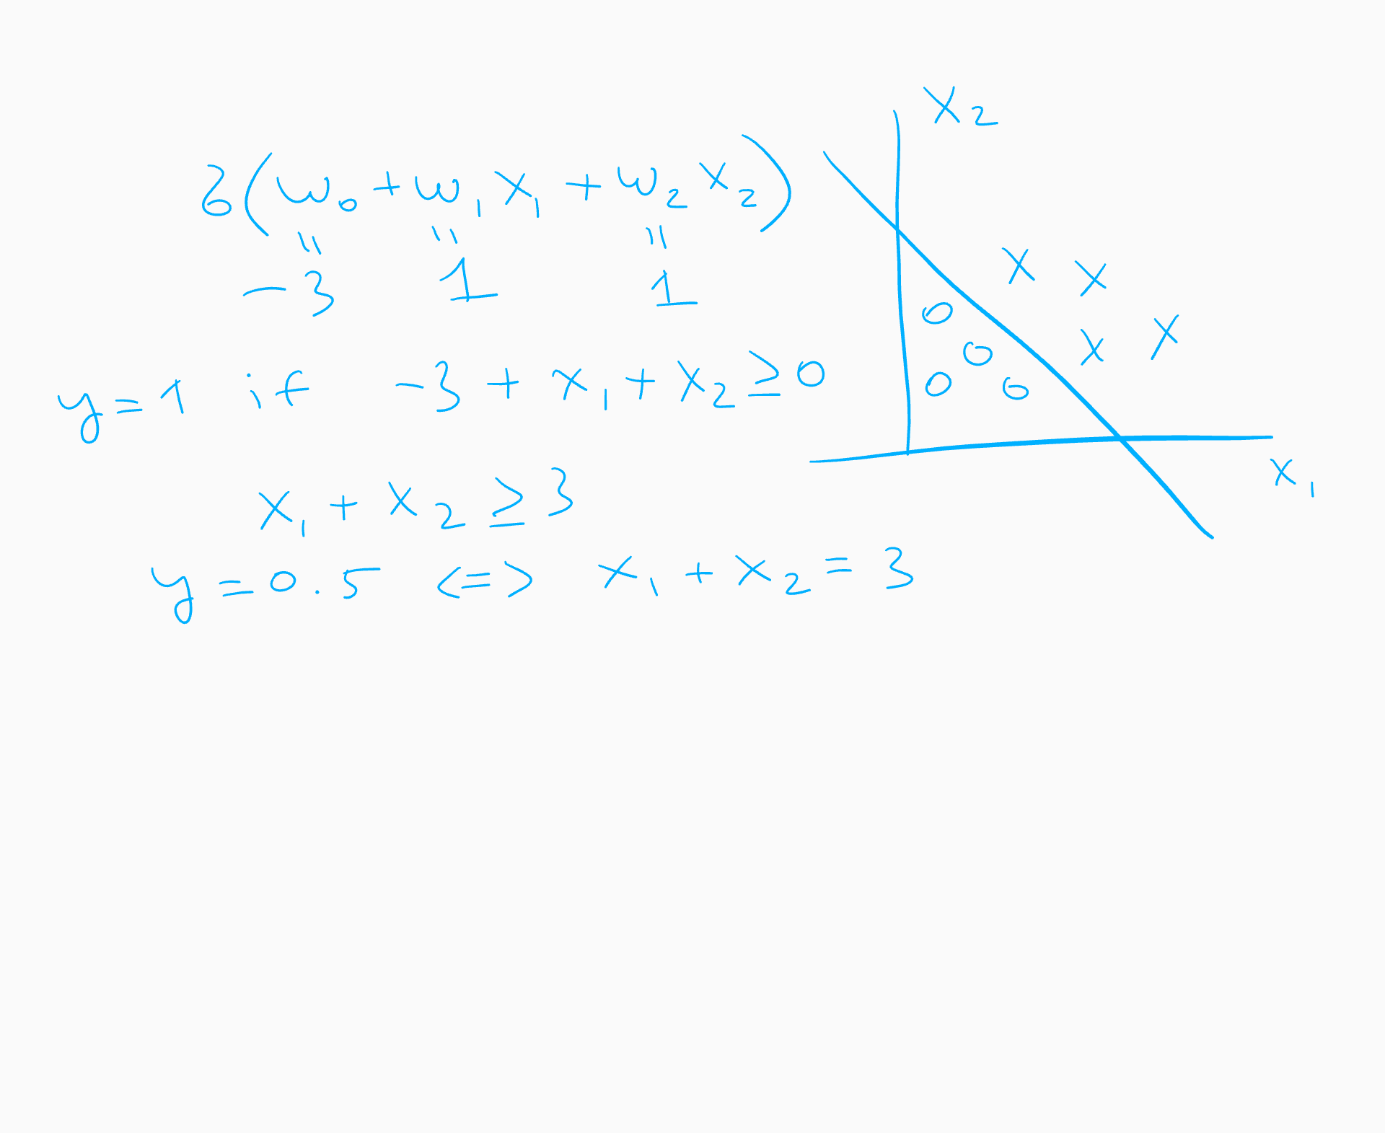 σ(w₀ + w₁x₁ + w₂x₂)
= = =
-3 1 1
y = 1 if -3 + x₁ + x₂ ≥ 0
x₁ + x₂ ≥ 3
y = 0.5 <=> x₁ + x₂ = 3
x₂
x x
o
x x
o
o o
x₁